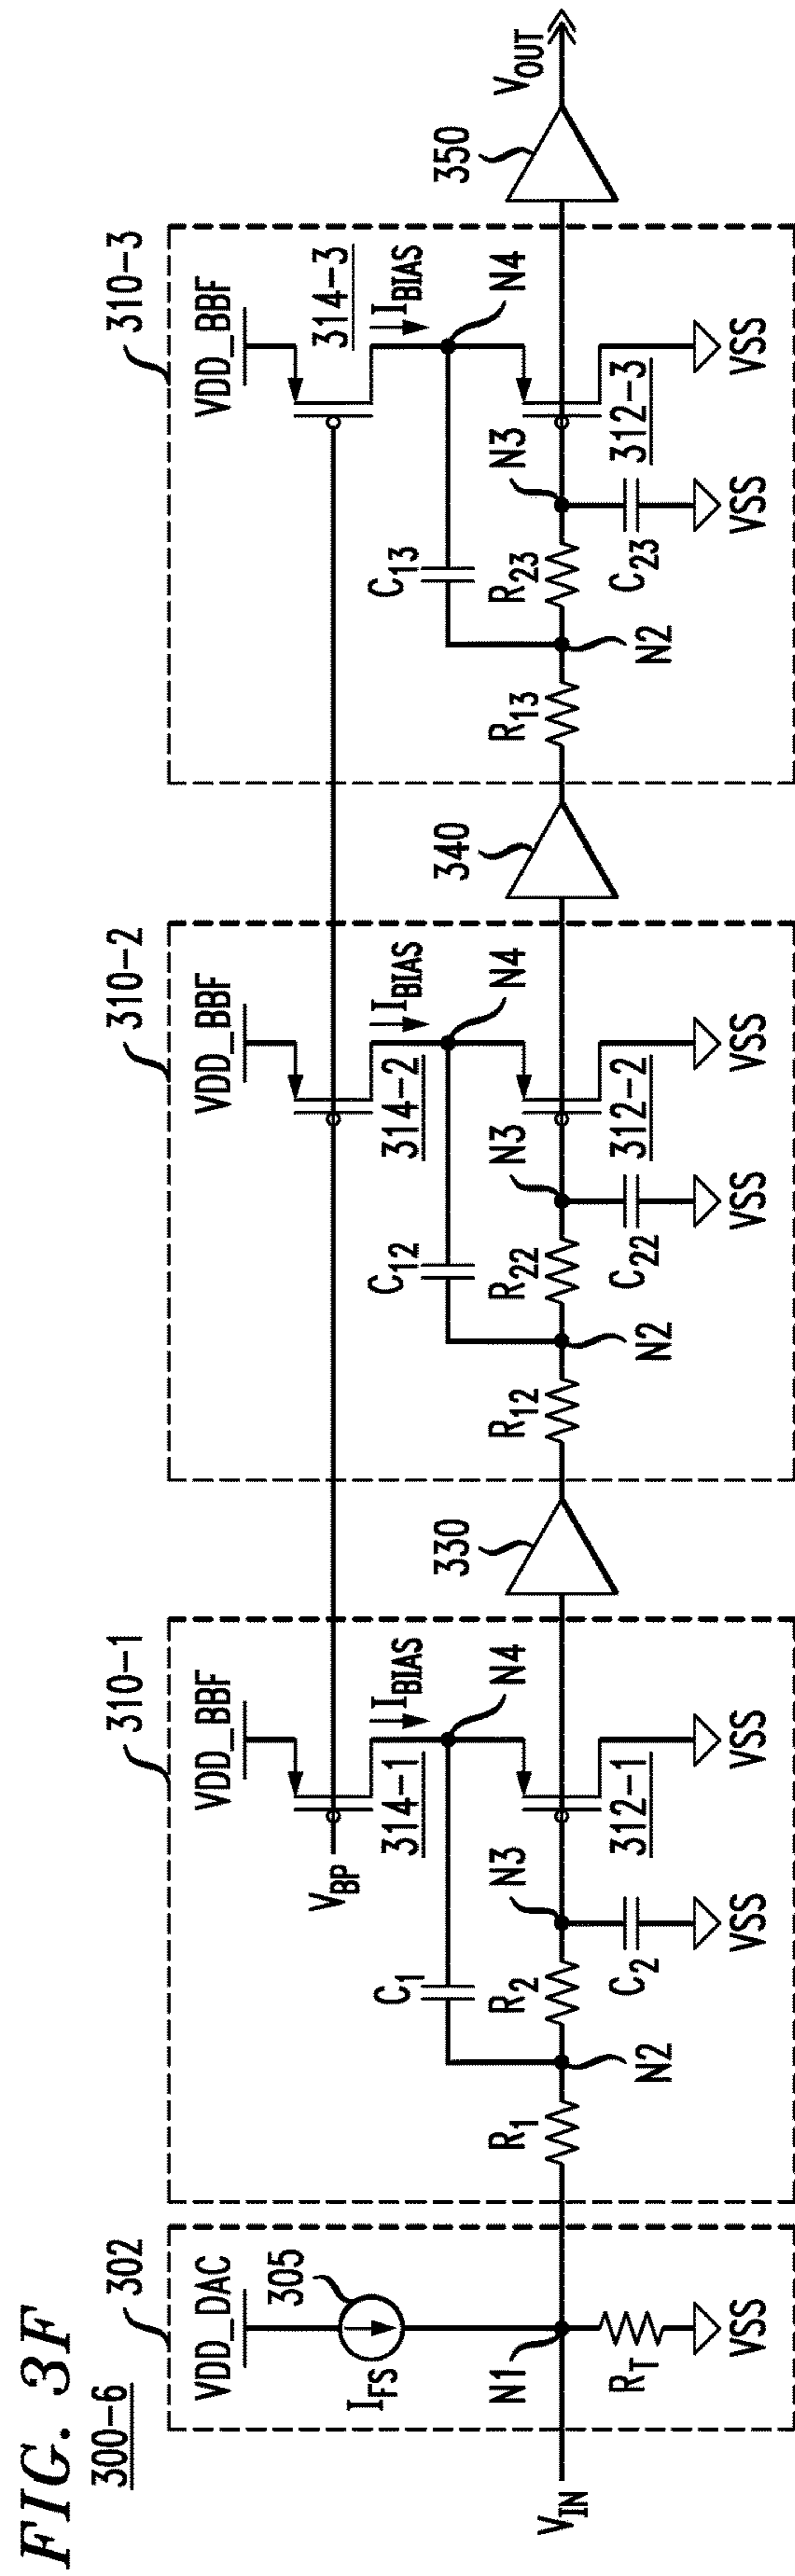 FIG. 3F
300-6
302
VDD_DAC
305
I_FS
N1
R_T
VSS
V_IN
310-1
VDD_BBF
V_BP
314-1
I_BIAS
N4
C_1
R_1
N2
R_2
N3
C_2
VSS
312-1
VSS
330
310-2
VDD_BBF
314-2
I_BIAS
N4
C_12
R_12
N2
R_22
N3
C_22
VSS
312-2
VSS
340
310-3
VDD_BBF
314-3
I_BIAS
N4
C_13
R_13
N2
R_23
N3
C_23
VSS
312-3
VSS
350
V_OUT